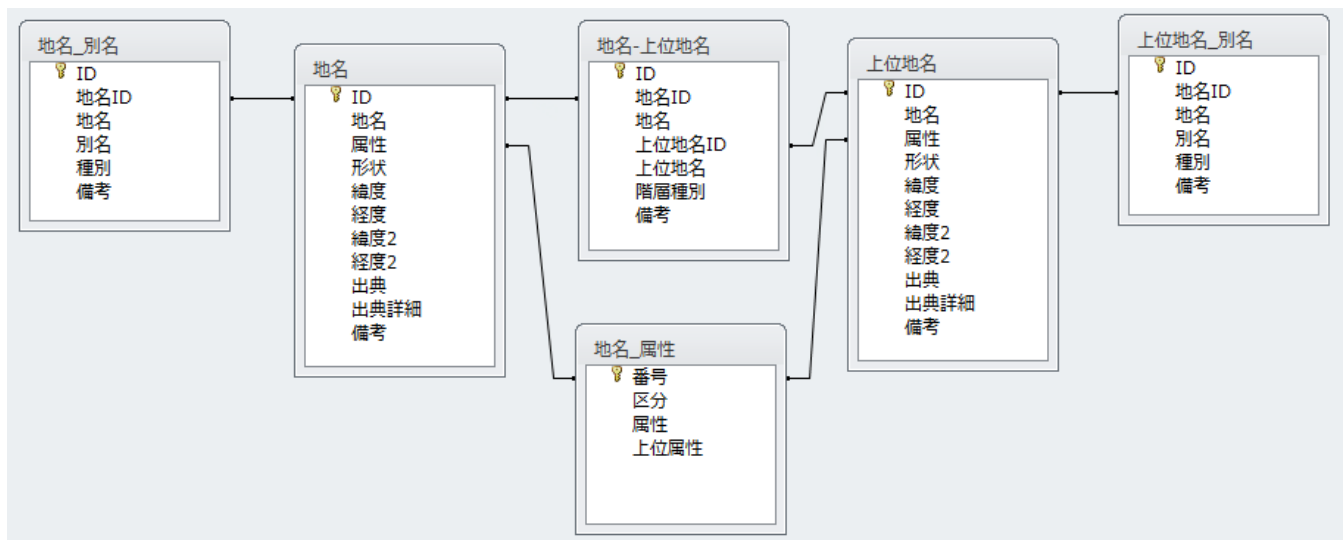 地名_別名
ID
地名ID
地名
別名
種別
備考
地名
ID
地名
属性
形状
緯度
経度
緯度2
経度2
出典
出典詳細
備考
地名-上位地名
ID
地名ID
地名
上位地名ID
上位地名
階層種別
備考
地名_属性
番号
区分
属性
上位属性
上位地名
ID
地名
属性
形状
緯度
経度
緯度2
経度2
出典
出典詳細
備考
上位地名_別名
ID
地名ID
地名
別名
種別
備考